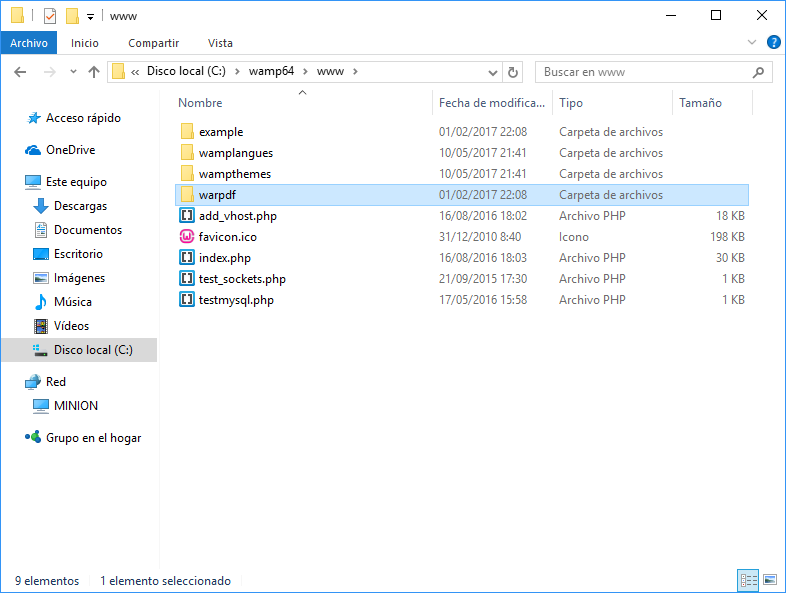 www
Archivo Inicio Compartir Vista
« Disco local (C:) > wamp64 > www > Buscar en www
Nombre Fecha de modifica... Tipo Tamaño
example 01/02/2017 22:08 Carpeta de archivos
wamplangues 10/05/2017 21:41 Carpeta de archivos
wampthemes 10/05/2017 21:41 Carpeta de archivos
warpdf 01/02/2017 22:08 Carpeta de archivos
add_vhost.php 16/08/2016 18:02 Archivo PHP 18 KB
favicon.ico 31/12/2010 8:40 Icono 198 KB
index.php 16/08/2016 18:03 Archivo PHP 30 KB
test_sockets.php 21/09/2015 17:30 Archivo PHP 1 KB
testmysql.php 17/05/2016 15:58 Archivo PHP 1 KB
Acceso rápido
OneDrive
Este equipo
Descargas
Documentos
Escritorio
Imágenes
Música
Vídeos
Disco local (C:)
Red
MINION
Grupo en el hogar
9 elementos 1 elemento seleccionado